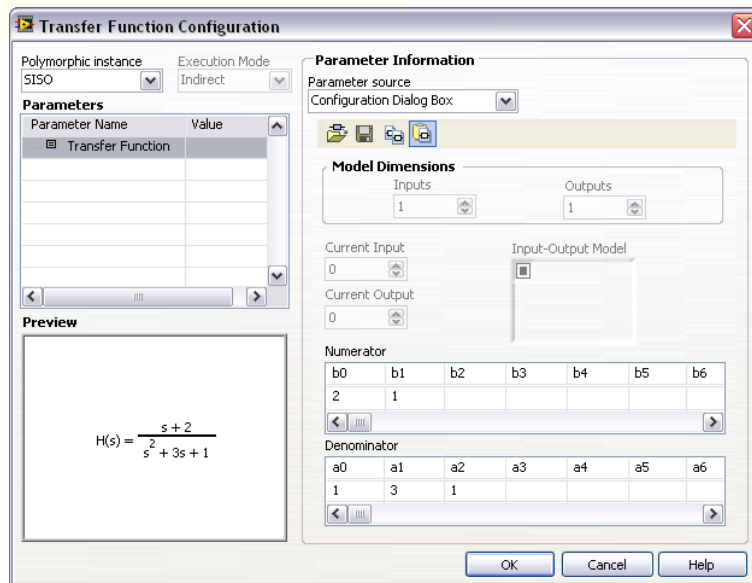 Transfer Function Configuration
Polymorphic instance
Execution Mode
SISO
Indirect
Parameters
Parameter Name
Value
Transfer Function
Preview
H(s) = s + 2
s2 + 3s + 1
Parameter Information
Parameter source
Configuration Dialog Box
Model Dimensions
Inputs
Outputs
1
1
Current Input
0
Current Output
0
Input-Output Model
Numerator
b0 b1 b2 b3 b4 b5 b6
2 1
Denominator
a0 a1 a2 a3 a4 a5 a6
1 3 1
OK
Cancel
Help